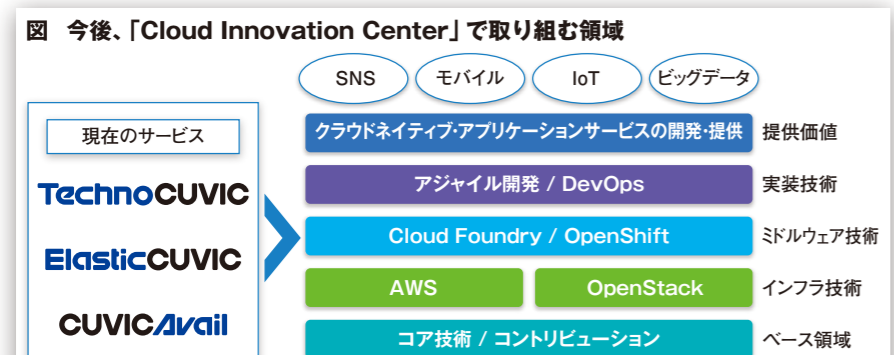 図 今後、「Cloud Innovation Center」で取り組む領域
SNS
モバイル
IoT
ビッグデータ
現在のサービス
TechnoCUVIC
ElasticCUVIC
CUVICAvail
クラウドネイティブ・アプリケーションサービスの開発・提供 提供価値
アジャイル開発 / DevOps 実装技術
Cloud Foundry / OpenShift ミドルウェア技術
AWS OpenStack インフラ技術
コア技術 / コントリビューション ベース領域